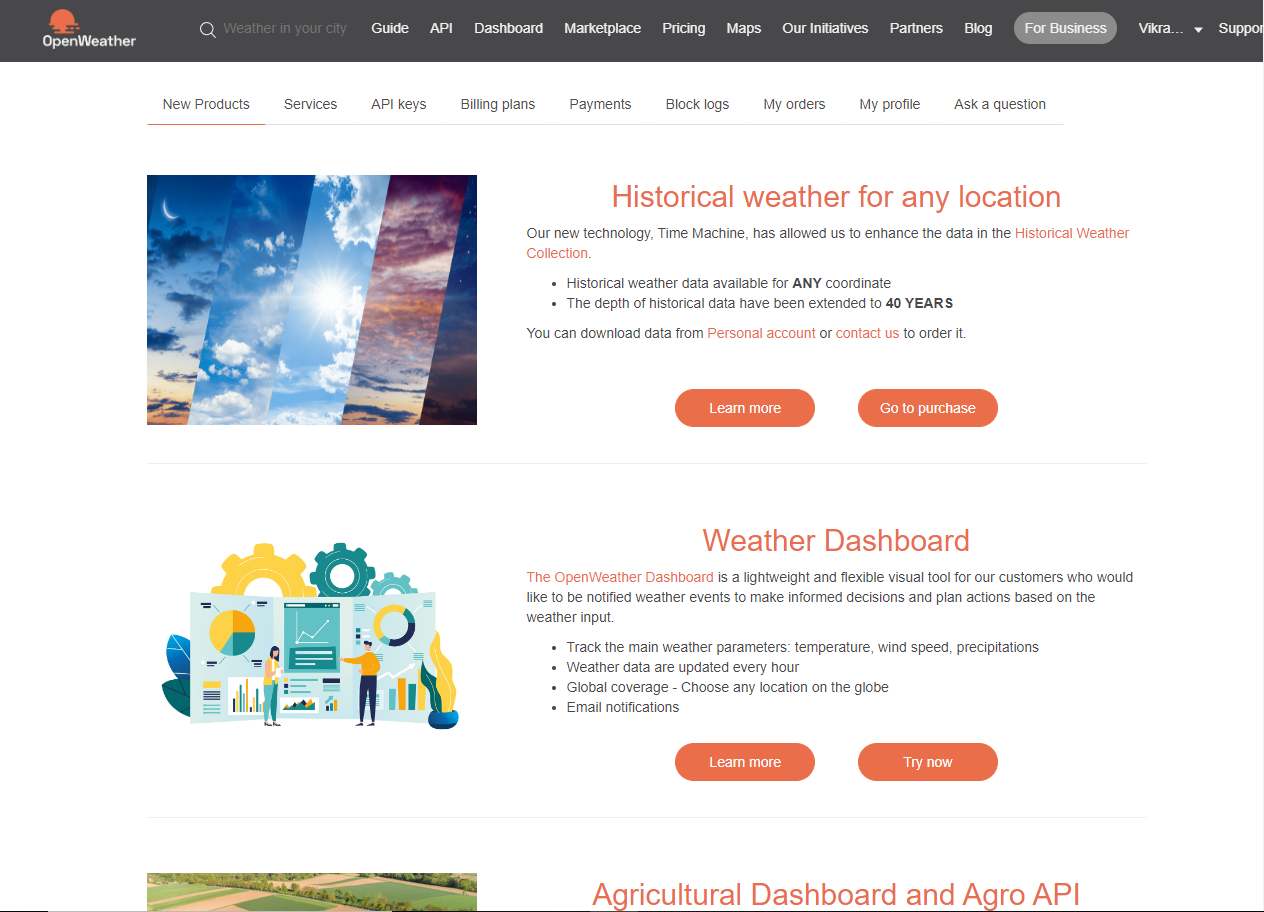 OpenWeather
Weather in your city
Guide
API
Dashboard
Marketplace
Pricing
Maps
Our Initiatives
Partners
Blog
For Business
Vikra...
Suppor
New Products
Services
API keys
Billing plans
Payments
Block logs
My orders
My profile
Ask a question
Historical weather for any location
Our new technology, Time Machine, has allowed us to enhance the data in the Historical Weather
Collection.
• Historical weather data available for ANY coordinate
• The depth of historical data have been extended to 40 YEARS
You can download data from Personal account or contact us to order it.
Learn more
Go to purchase
Weather Dashboard
The OpenWeather Dashboard is a lightweight and flexible visual tool for our customers who would
like to be notified weather events to make informed decisions and plan actions based on the
weather input.
• Track the main weather parameters: temperature, wind speed, precipitations
• Weather data are updated every hour
• Global coverage - Choose any location on the globe
• Email notifications
Learn more
Try now
Agricultural Dashboard and Agro API